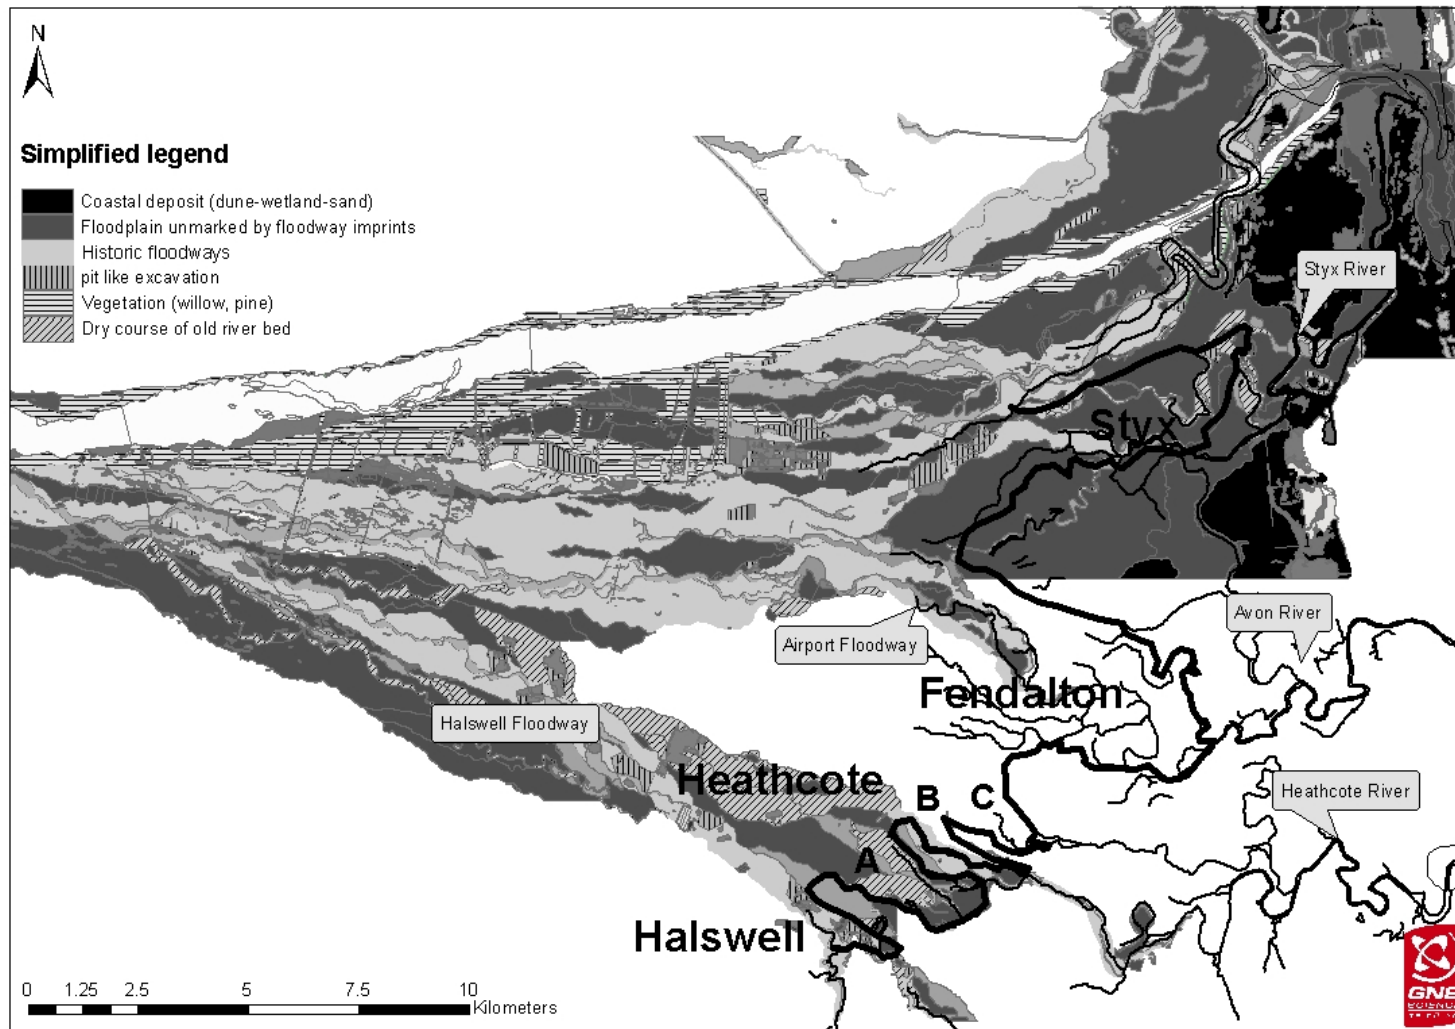 N
Simplified legend
Coastal deposit (dune-wetland-sand)
Floodplain unmarked by floodway imprints
Historic floodways
pit like excavation
Vegetation (willow, pine)
Dry course of old river bed
Styx River
Styx
Avon River
Airport Floodway
Fendalton
Halswell Floodway
Heathcote
B
C
Heathcote River
A
Halswell
0 1.25 2.5 5 7.5 10
Kilometers
GNS